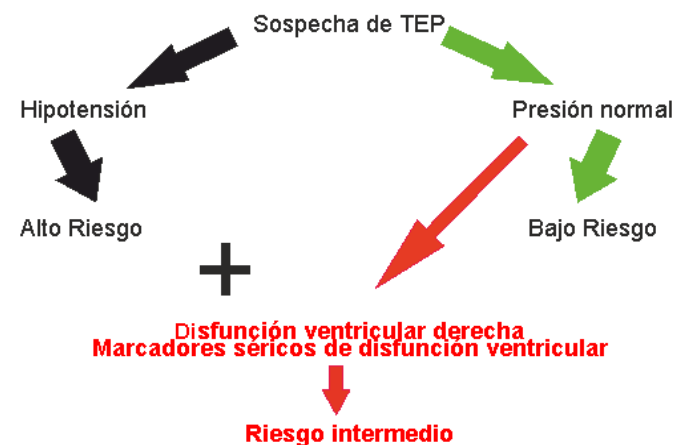 Sospecha de TEP
Hipotensión
Presión normal
Alto Riesgo
Bajo Riesgo
+
Disfunción ventricular derecha
Marcadores séricos de disfunción ventricular
Riesgo intermedio